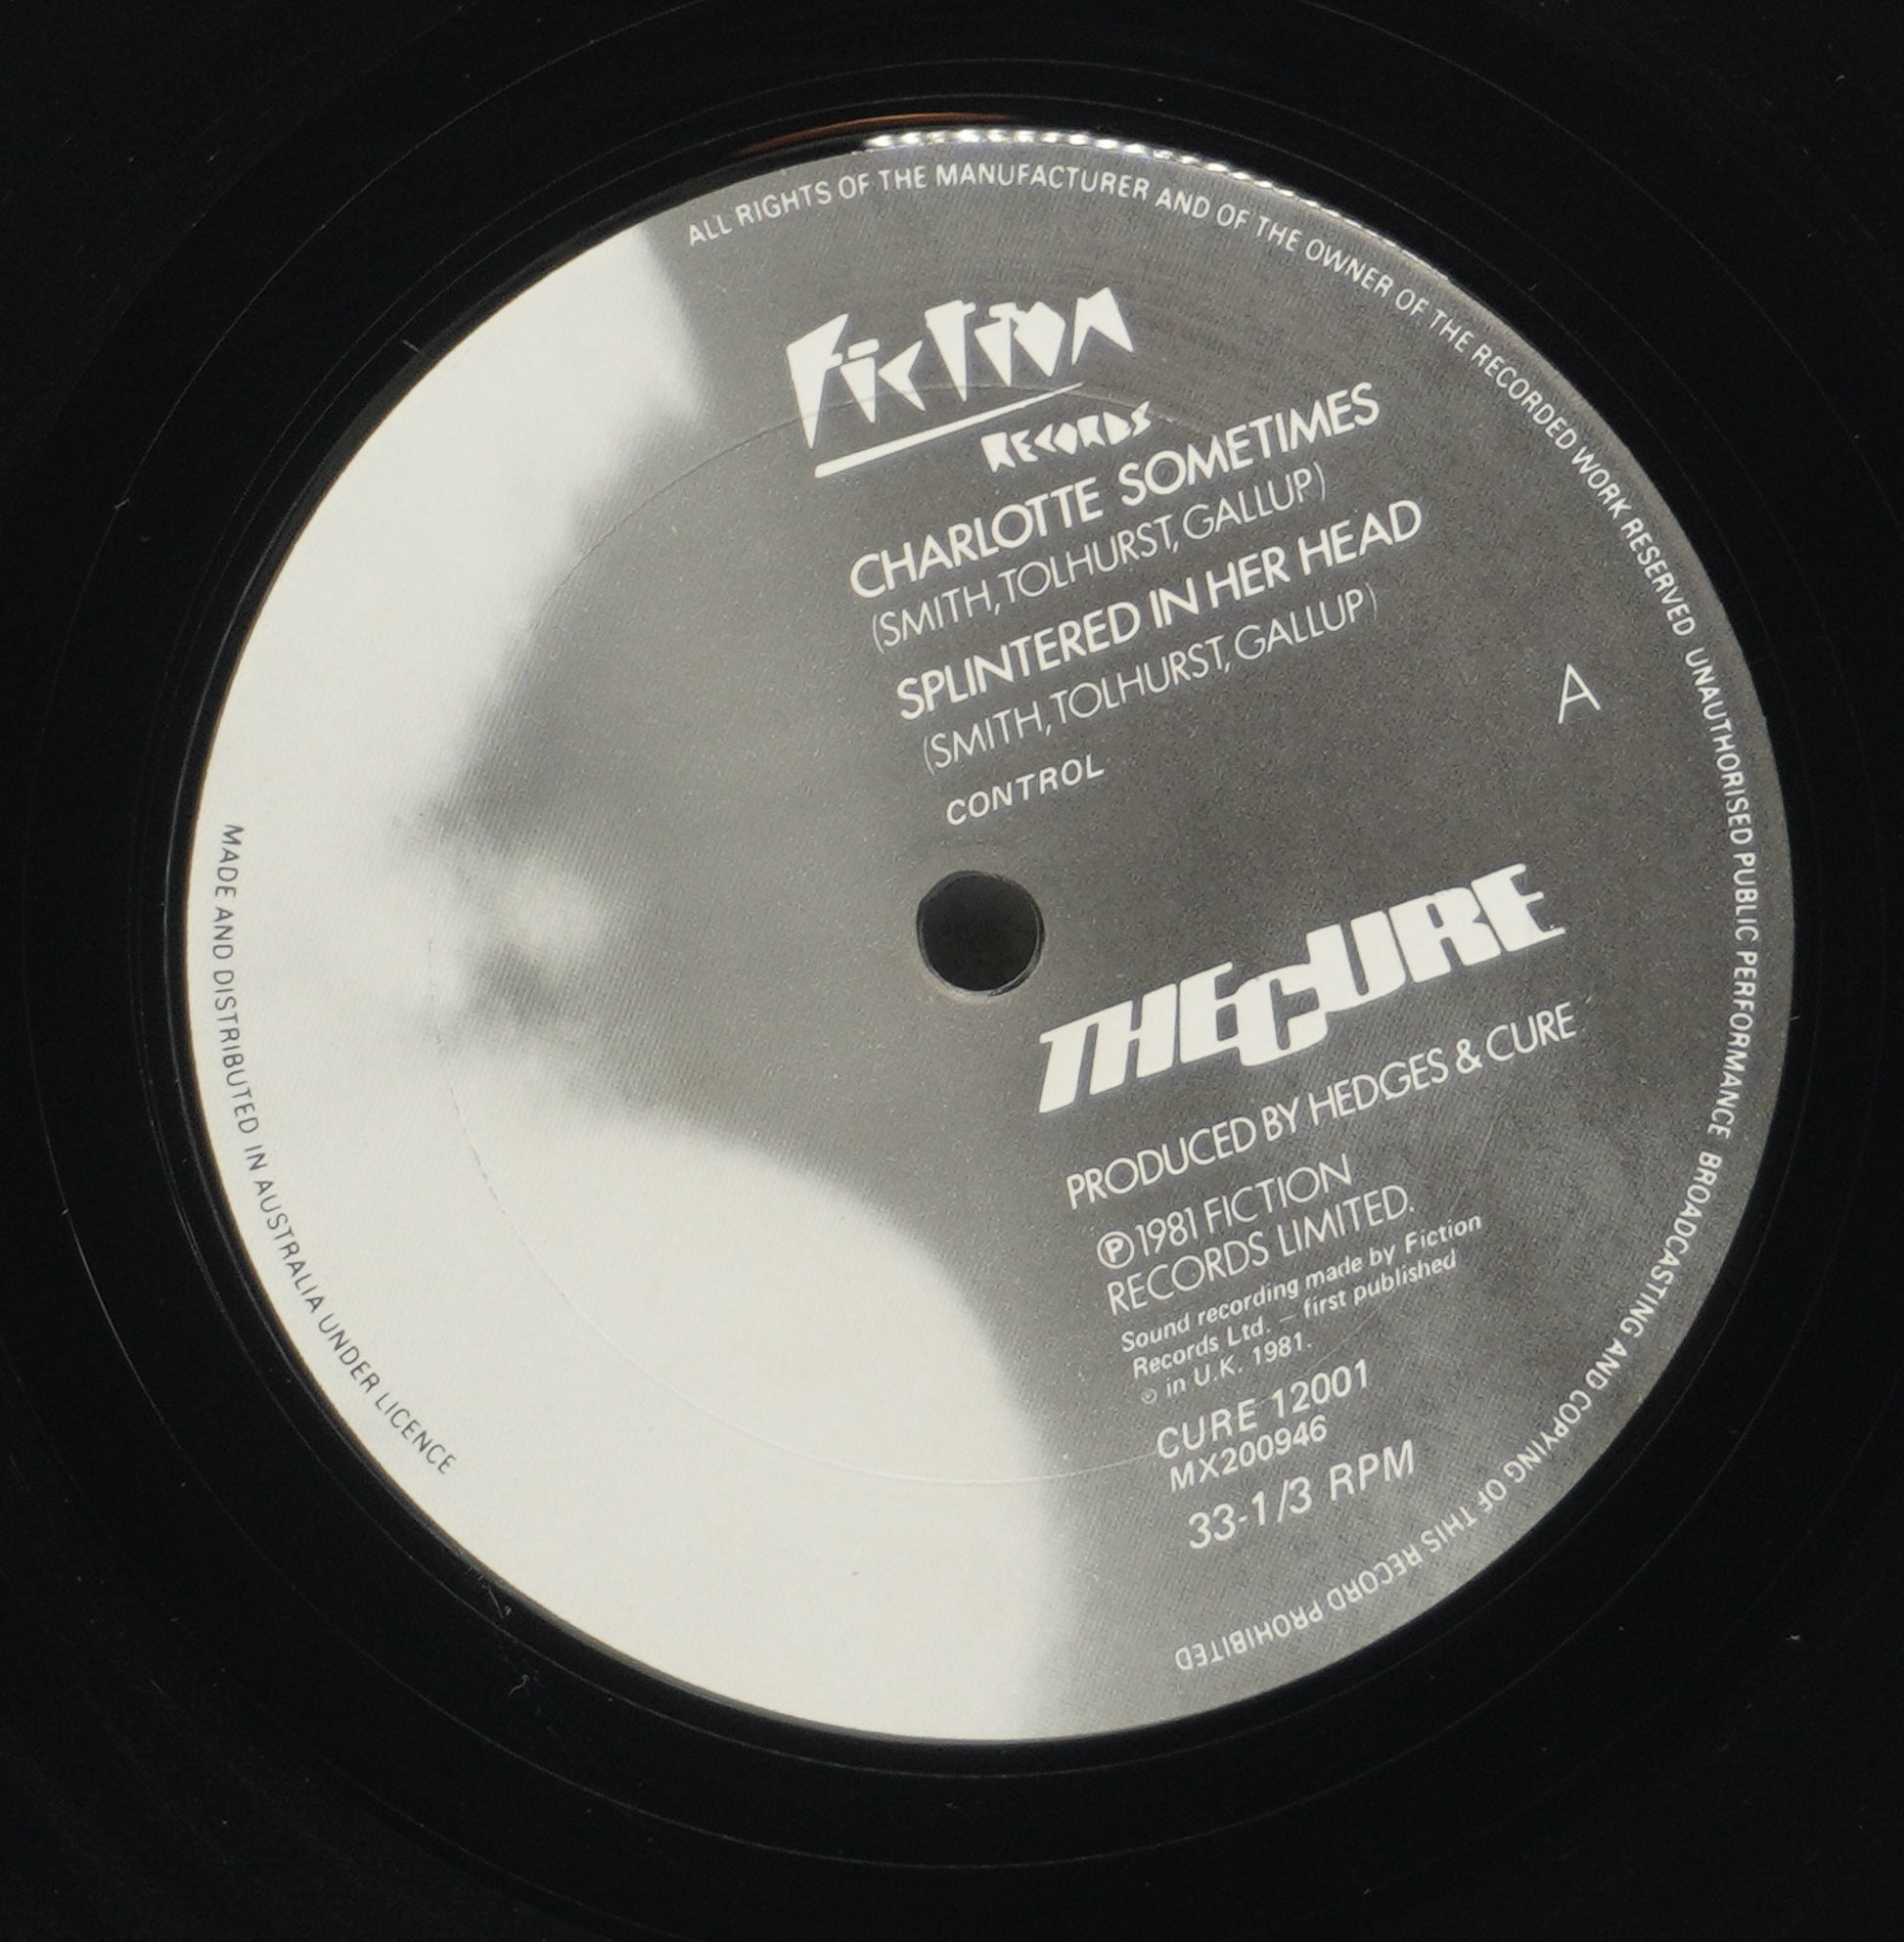 ALL RIGHTS OF THE MANUFACTURER AND OF THE OWNER OF THE RECORDED WORK RESERVED UNAUTHORISED PUBLIC PERFORMANCE BROADCASTING AND COPYING OF THIS RECORD PROHIBITED
FICTION
RECORDS
CHARLOTTE SOMETIMES
(SMITH, TOLHURST, GALLUP)
SPLINTERED IN HER HEAD
(SMITH, TOLHURST, GALLUP)
CONTROL
A
THE CURE
PRODUCED BY HEDGES & CURE
℗ 1981 FICTION
RECORDS LIMITED.
Sound recording made by Fiction
Records Ltd. – first published
℗ in U.K. 1981.
CURE 12001
MX200946
33-1/3 RPM
MADE AND DISTRIBUTED IN AUSTRALIA UNDER LICENCE